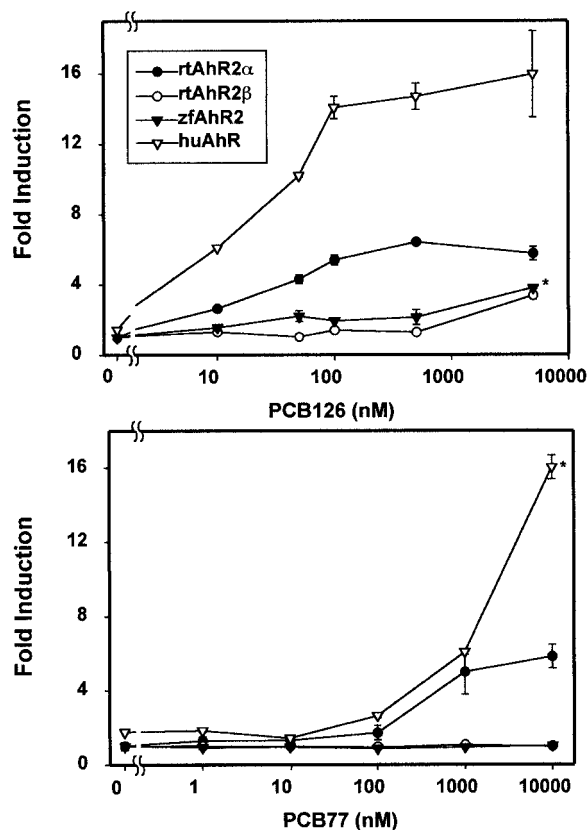 16
12
8
4
0
Fold Induction
rtAhR2α
rtAhR2β
zfAhR2
huAhR
*
0 10 100 1000 10000
PCB126 (nM)
16
12
8
4
0
Fold Induction
*
0 1 10 100 1000 10000
PCB77 (nM)